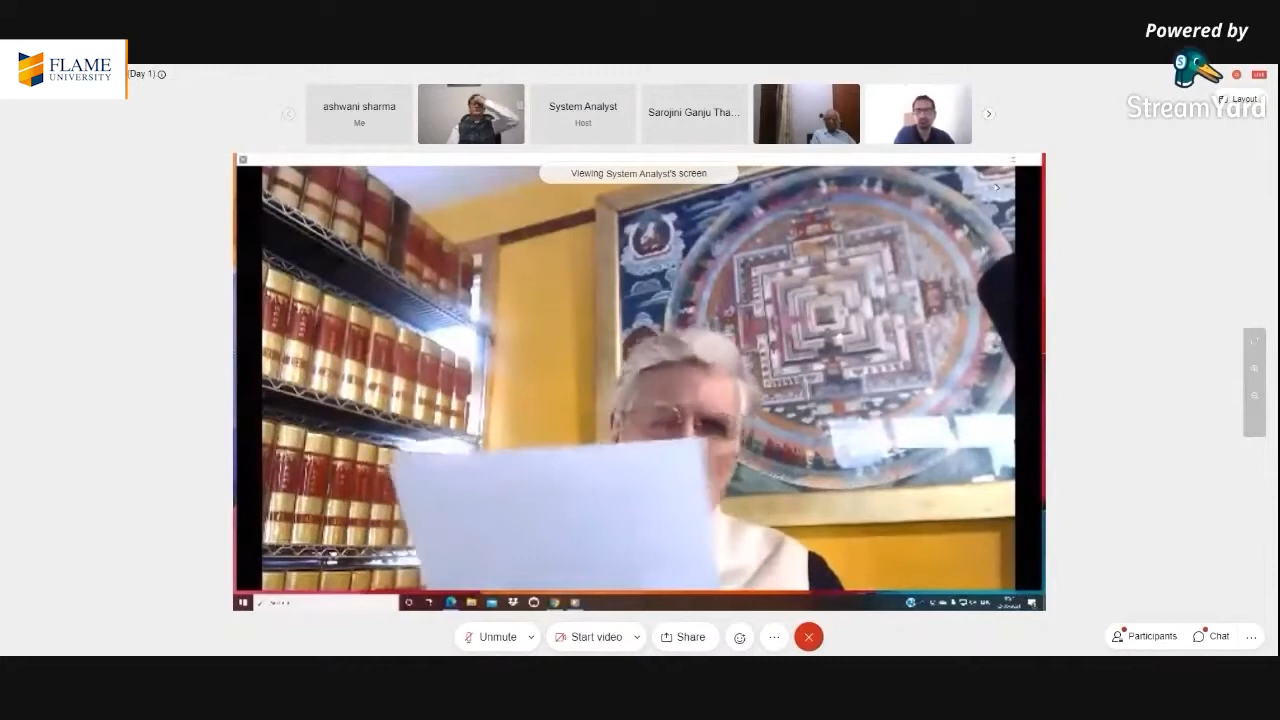 Powered by
FLAME
UNIVERSITY
(Day 1)
LIVE
StreamYard
Layout
ashwani sharma
Me
System Analyst
Host
Sarojini Ganju Tha...
Viewing System Analyst's screen
Unmute
Start video
Share
Participants
Chat